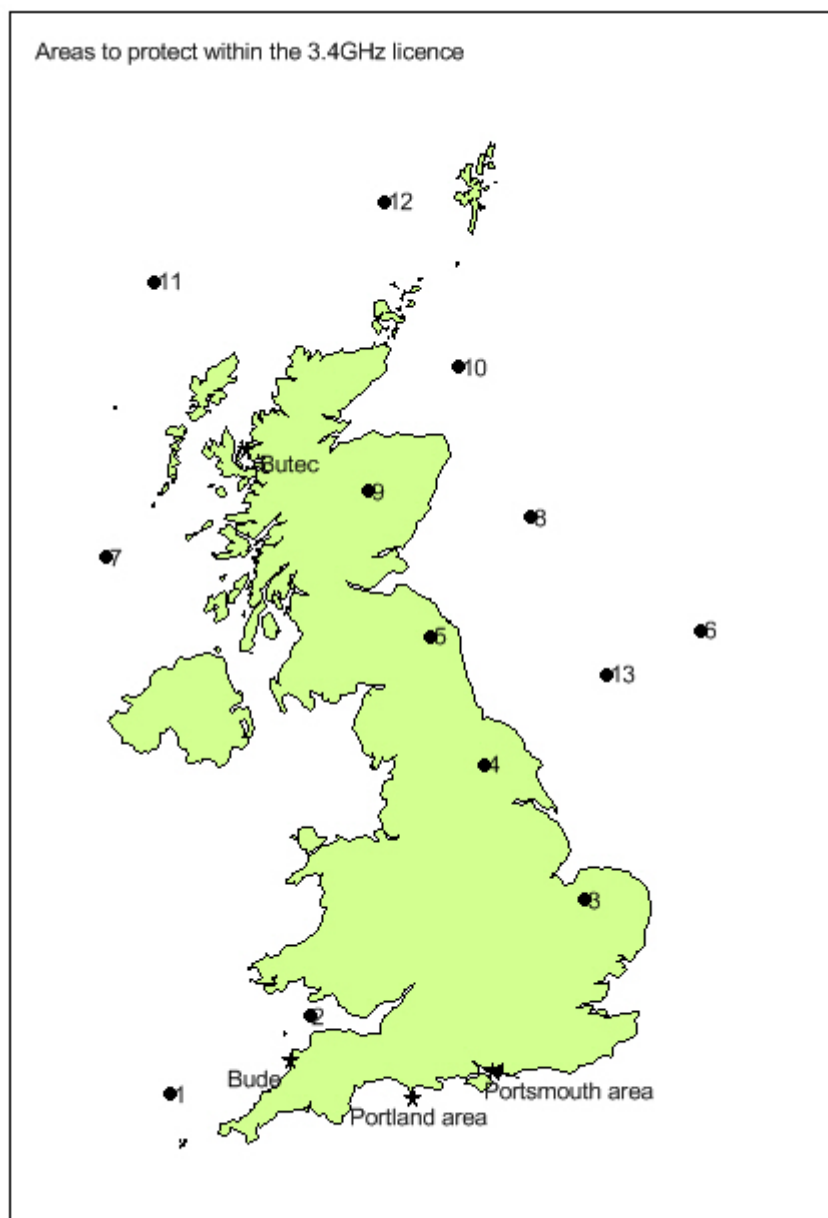 Areas to protect within the 3.4GHz licence
12
11
10
Butec
9
8
7
6
5
13
4
3
2
Bude
1
Portsmouth area
Portland area